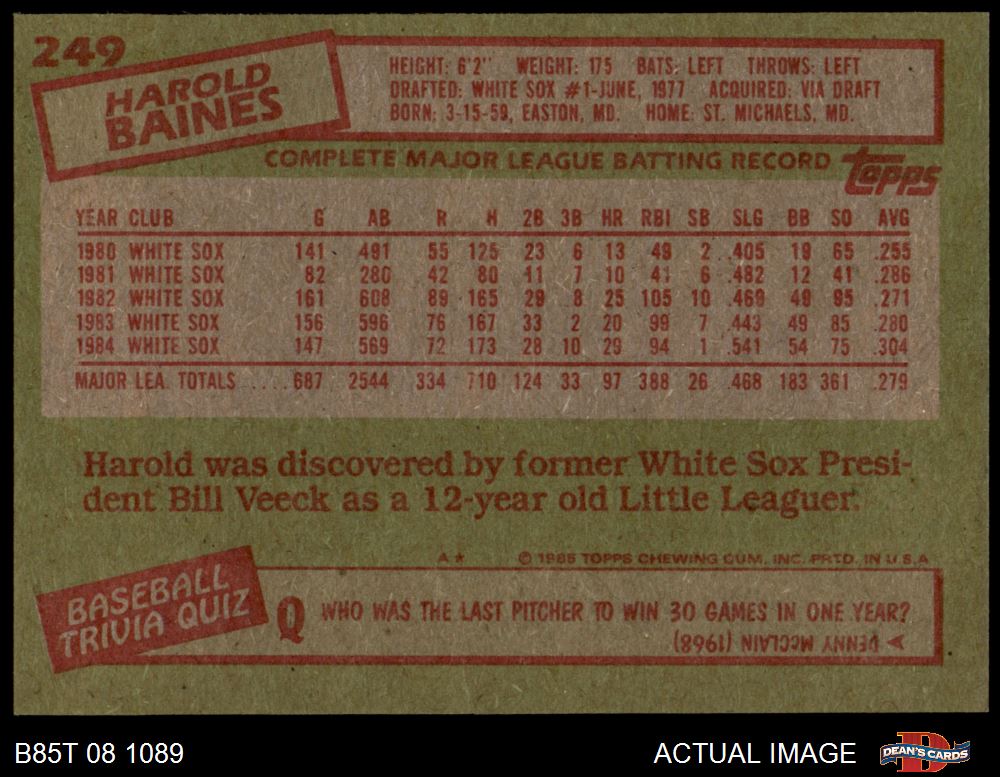 249
HAROLD
BAINES
HEIGHT: 6'2" WEIGHT: 175 BATS: LEFT THROWS: LEFT
DRAFTED: WHITE SOX #1-JUNE, 1977 ACQUIRED: VIA DRAFT
BORN: 3-15-59, EASTON, MD. HOME: ST. MICHAELS, MD.
COMPLETE MAJOR LEAGUE BATTING RECORD
topps
YEAR CLUB G AB R H 2B 3B HR RBI SB SLG BB SO AVG
1980 WHITE SOX 141 491 55 125 23 6 13 49 2 .405 19 65 .255
1981 WHITE SOX 82 280 42 80 11 7 10 41 6 .482 12 41 .286
1982 WHITE SOX 161 608 89 165 29 8 25 105 10 .469 49 95 .271
1983 WHITE SOX 156 596 76 167 33 2 20 99 7 .443 49 85 .280
1984 WHITE SOX 147 569 72 173 28 10 29 94 1 .541 54 75 .304
MAJOR LEA. TOTALS .....687 2544 334 710 124 33 97 388 26 .468 183 361 .279
Harold was discovered by former White Sox Presi-
dent Bill Veeck as a 12-year old Little Leaguer.
A* © 1985 TOPPS CHEWING GUM, INC. PRTD. IN U.S.A
BASEBALL
TRIVIA QUIZ
Q WHO WAS THE LAST PITCHER TO WIN 30 GAMES IN ONE YEAR?
DENNY McCLAIN (1968)
B85T 08 1089
ACTUAL IMAGE
D
DEAN'S CARDS